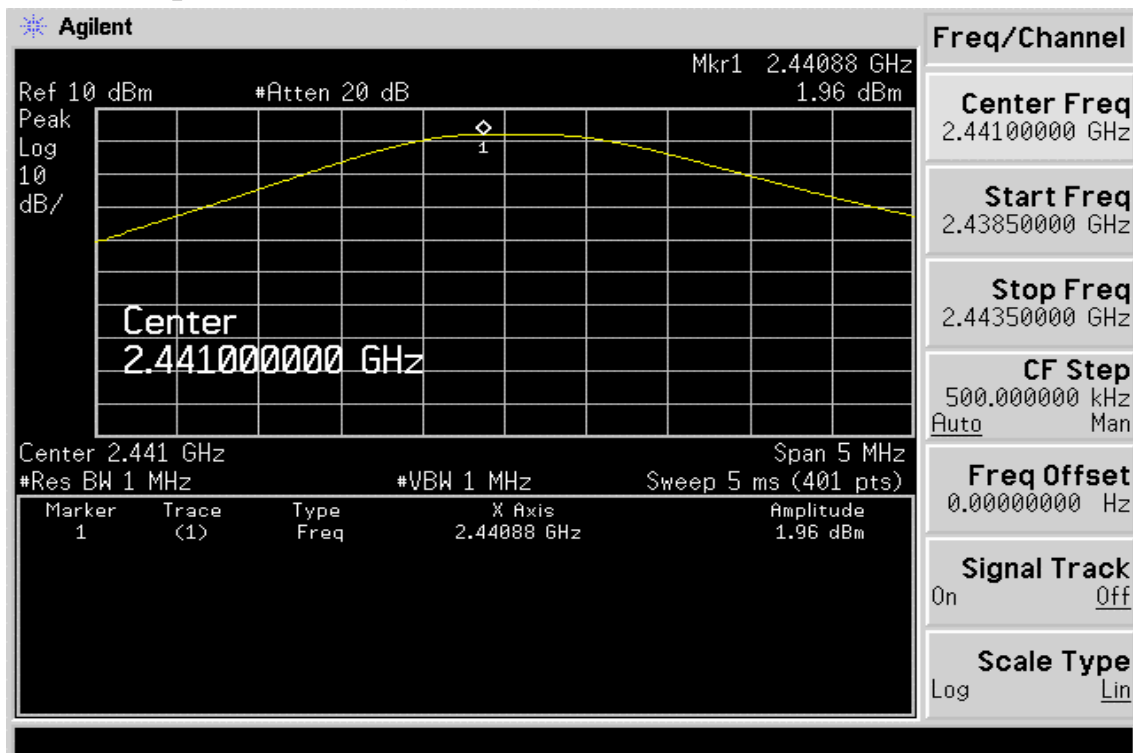 Agilent
Mkr1 2.44088 GHz
Ref 10 dBm #Atten 20 dB 1.96 dBm
Peak
Log
10
dB/
1
Center
2.441000000 GHz
Center 2.441 GHz Span 5 MHz
#Res BW 1 MHz #VBW 1 MHz Sweep 5 ms (401 pts)
Marker Trace Type X Axis Amplitude
1 (1) Freq 2.44088 GHz 1.96 dBm
Freq/Channel
Center Freq
2.44100000 GHz
Start Freq
2.43850000 GHz
Stop Freq
2.44350000 GHz
CF Step
500.000000 kHz
Auto Man
Freq Offset
0.00000000 Hz
Signal Track
On Off
Scale Type
Log Lin